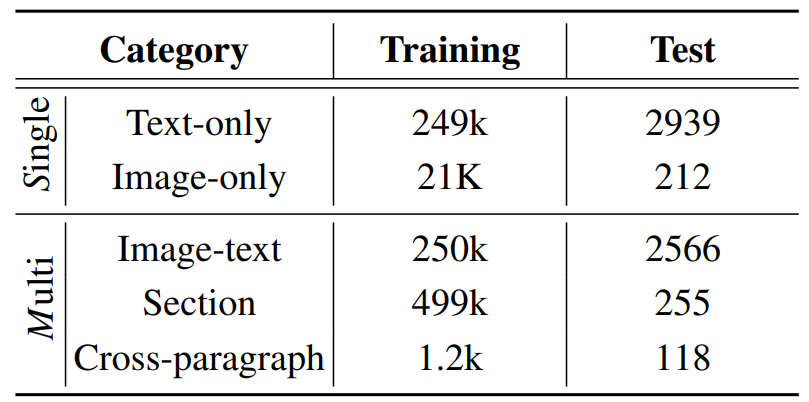 Category Training Test
Single
Text-only 249k 2939
Image-only 21K 212
Multi
Image-text 250k 2566
Section 499k 255
Cross-paragraph 1.2k 118